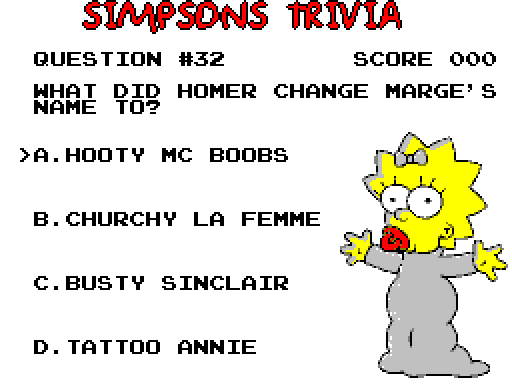 SIMPSONS TRIVIA
QUESTION #32 SCORE 000
WHAT DID HOMER CHANGE MARGE'S
NAME TO?
>A.HOOTY MC BOOBS
B.CHURCHY LA FEMME
C.BUSTY SINCLAIR
D.TATTOO ANNIE